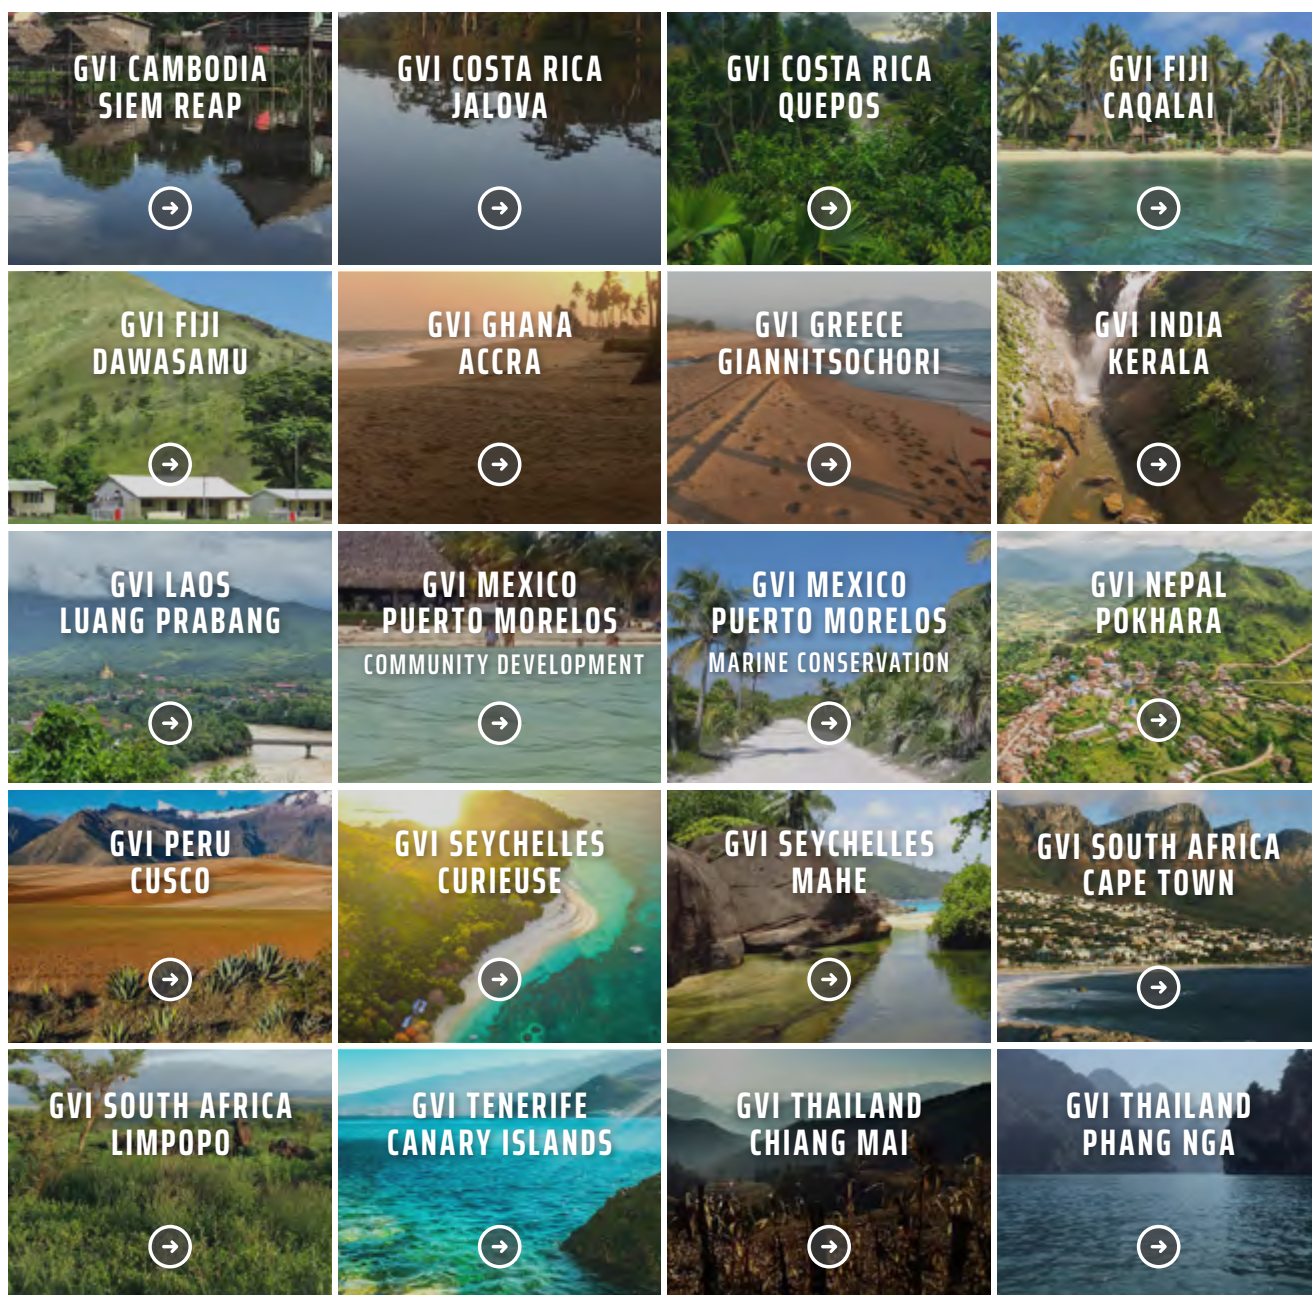 GVI CAMBODIA
SIEM REAP
GVI COSTA RICA
JALOVA
GVI COSTA RICA
QUEPOS
GVI FIJI
CAQALAI
GVI FIJI
DAWASAMU
GVI GHANA
ACCRA
GVI GREECE
GIANNITSOCHORI
GVI INDIA
KERALA
GVI LAOS
LUANG PRABANG
GVI MEXICO
PUERTO MORELOS
COMMUNITY DEVELOPMENT
GVI MEXICO
PUERTO MORELOS
MARINE CONSERVATION
GVI NEPAL
POKHARA
GVI PERU
CUSCO
GVI SEYCHELLES
CURIEUSE
GVI SEYCHELLES
MAHE
GVI SOUTH AFRICA
CAPE TOWN
GVI SOUTH AFRICA
LIMPOPO
GVI TENERIFE
CANARY ISLANDS
GVI THAILAND
CHIANG MAI
GVI THAILAND
PHANG NGA